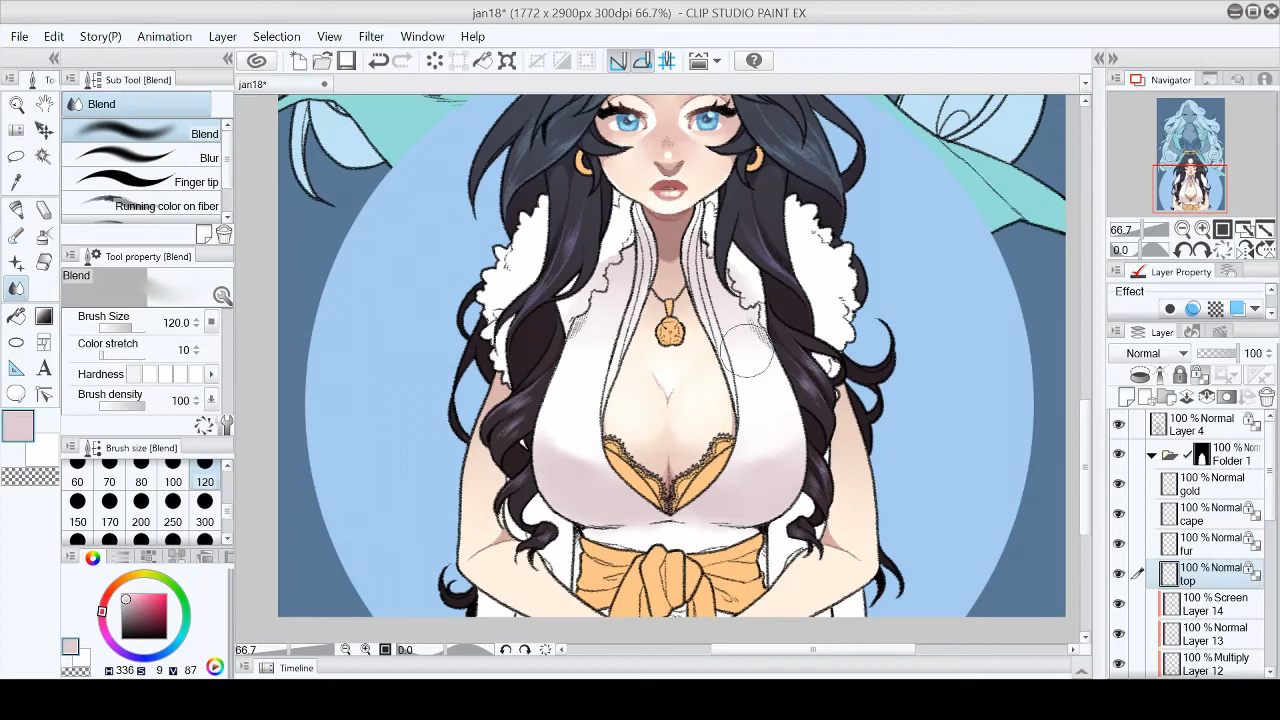 jan18* (1772 x 2900px 300dpi 66.7%) - CLIP STUDIO PAINT EX
File Edit Story(P) Animation Layer Selection View Filter Window Help
To Sub Tool [Blend]
jan18*
Navigator
Blend
Blend
Blur
Finger tip
Running color on fiber
Tool property [Blend]
Blend
Brush Size 120.0
Color stretch 10
Hardness
Brush density 100
Brush size [Blend]
60 70 80 100 120
150 170 200 250 300
H 336 S 9 V 87
66.7 0.0
Timeline
66.7
0.0
Layer Property
Effect
Layer
Normal 100
100 % Normal
Layer 4
100 % Nor
Folder 1
100 % Normal
gold
100 % Normal
cape
100 % Normal
fur
100 % Normal
top
100 % Screen
Layer 14
100 % Normal
Layer 13
100 % Multiply
Layer 12